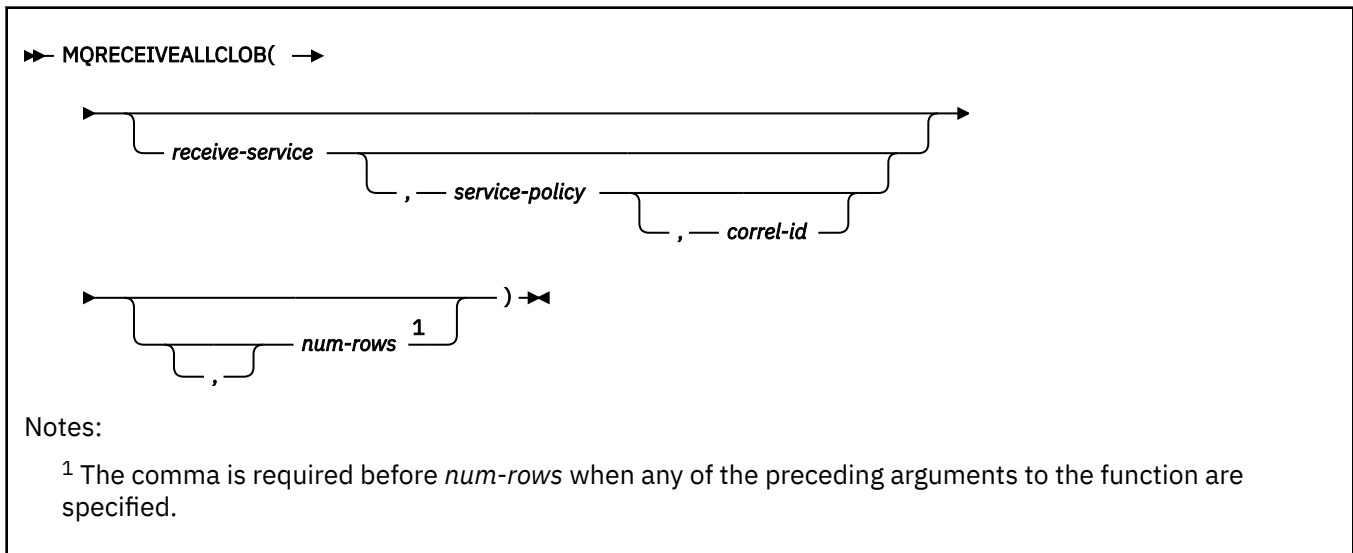 MQRECEIVEALLCLOB(
receive-service
, service-policy
, correl-id
)
num-rows 1
,
Notes:
1 The comma is required before num-rows when any of the preceding arguments to the function are
specified.